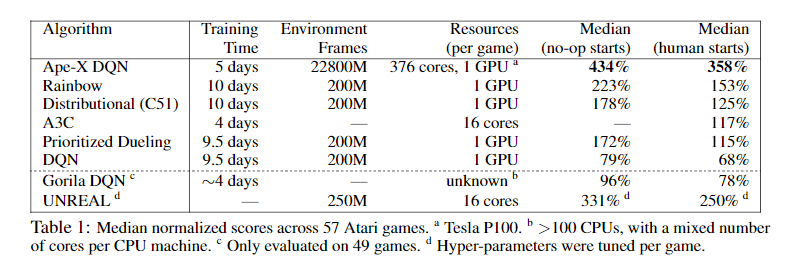 Algorithm Training Environment Resources Median Median
Time Frames (per game) (no-op starts) (human starts)
Ape-X DQN 5 days 22800M 376 cores, 1 GPU a 434% 358%
Rainbow 10 days 200M 1 GPU 223% 153%
Distributional (C51) 10 days 200M 1 GPU 178% 125%
A3C 4 days — 16 cores — 117%
Prioritized Dueling 9.5 days 200M 1 GPU 172% 115%
DQN 9.5 days 200M 1 GPU 79% 68%
Gorila DQN c ∼4 days — unknown b 96% 78%
UNREAL d — 250M 16 cores 331% d 250% d
Table 1: Median normalized scores across 57 Atari games. a Tesla P100. b >100 CPUs, with a mixed number
of cores per CPU machine. c Only evaluated on 49 games. d Hyper-parameters were tuned per game.